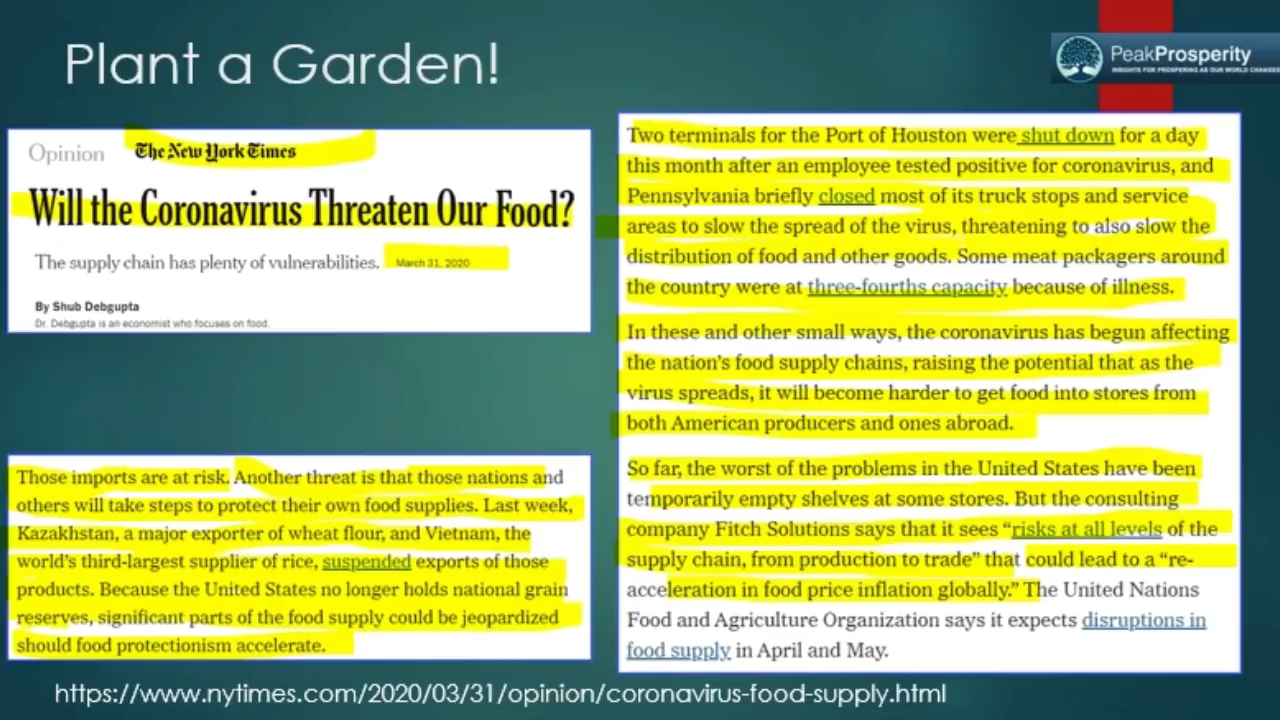 Plant a Garden!
PeakProsperity
INSIGHTS FOR PROSPERING AS OUR WORLD CHANGES
Opinion The New York Times
Will the Coronavirus Threaten Our Food?
The supply chain has plenty of vulnerabilities. March 31, 2020
By Shub Debgupta
Dr. Debgupta is an economist who focuses on food.
Those imports are at risk. Another threat is that those nations and
others will take steps to protect their own food supplies. Last week,
Kazakhstan, a major exporter of wheat flour, and Vietnam, the
world's third-largest supplier of rice, suspended exports of those
products. Because the United States no longer holds national grain
reserves, significant parts of the food supply could be jeopardized
should food protectionism accelerate.
Two terminals for the Port of Houston were shut down for a day
this month after an employee tested positive for coronavirus, and
Pennsylvania briefly closed most of its truck stops and service
areas to slow the spread of the virus, threatening to also slow the
distribution of food and other goods. Some meat packagers around
the country were at three-fourths capacity because of illness.
In these and other small ways, the coronavirus has begun affecting
the nation's food supply chains, raising the potential that as the
virus spreads, it will become harder to get food into stores from
both American producers and ones abroad.
So far, the worst of the problems in the United States have been
temporarily empty shelves at some stores. But the consulting
company Fitch Solutions says that it sees "risks at all levels of the
supply chain, from production to trade" that could lead to a "re-
acceleration in food price inflation globally." The United Nations
Food and Agriculture Organization says it expects disruptions in
food supply in April and May.
https://www.nytimes.com/2020/03/31/opinion/coronavirus-food-supply.html